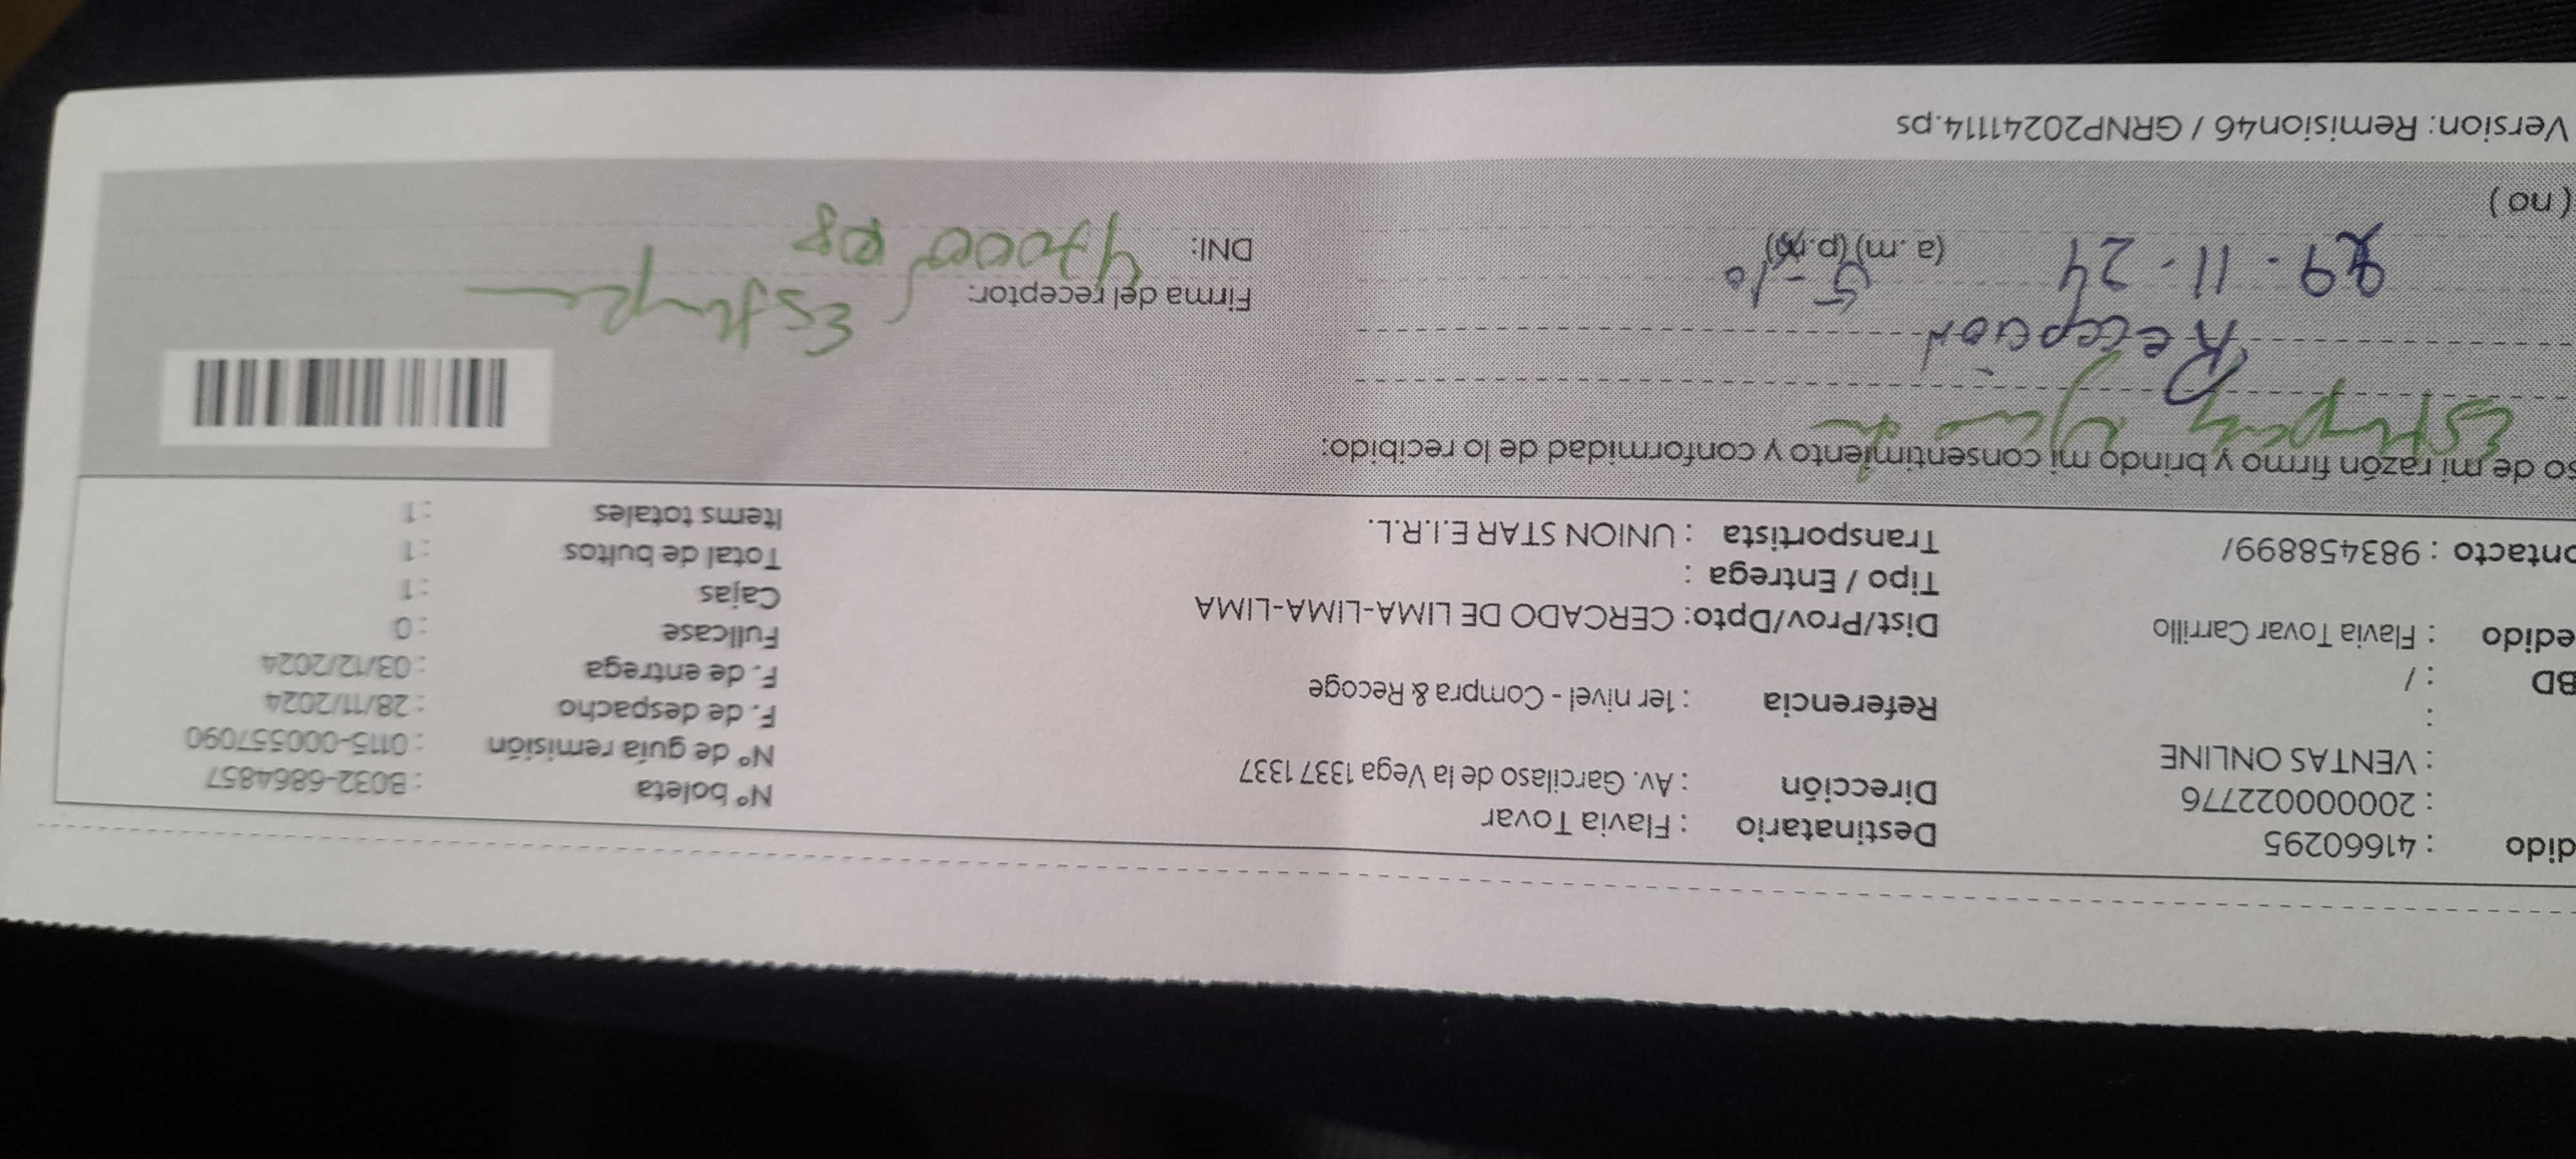 dido : 41660295
: 20000002​2776
: VENTAS ONLINE
:
BD : /
edido : Flavia Tovar Carrillo
ontacto : 983458899/
Destinatario : Flavia Tovar
Dirección : Av. Garcilaso de la Vega 1337 1337
Referencia : 1er nivel - Compra & Recoge
Dist/Prov/Dpto: CERCADO DE LIMA-LIMA-LIMA
Tipo / Entrega :
Transportista : UNION STAR E.I.R.L.
N° boleta : B032-6864857
N° de guía remisión : 0115-000557090
F. de despacho : 28/11/2024
F. de entrega : 03/12/2024
Fullcase : 0
Cajas : 1
Total de bultos : 1
Items totales : 1
so de mi razón firmo y brindo mi consentimiento y conformidad de lo recibido:
Recepción
29 - 11 - 24 (a.m) (p.m) 5-10
(no)
Firma del receptor:
DNI:
Version: Remision46 / GRNP20241114.ps